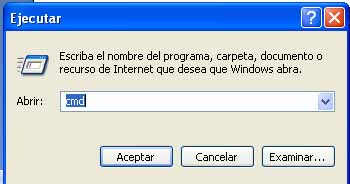 Ejecutar
Escriba el nombre del programa, carpeta, documento o
recurso de Internet que desea que Windows abra.
Abrir: cmd
Aceptar Cancelar Examinar...